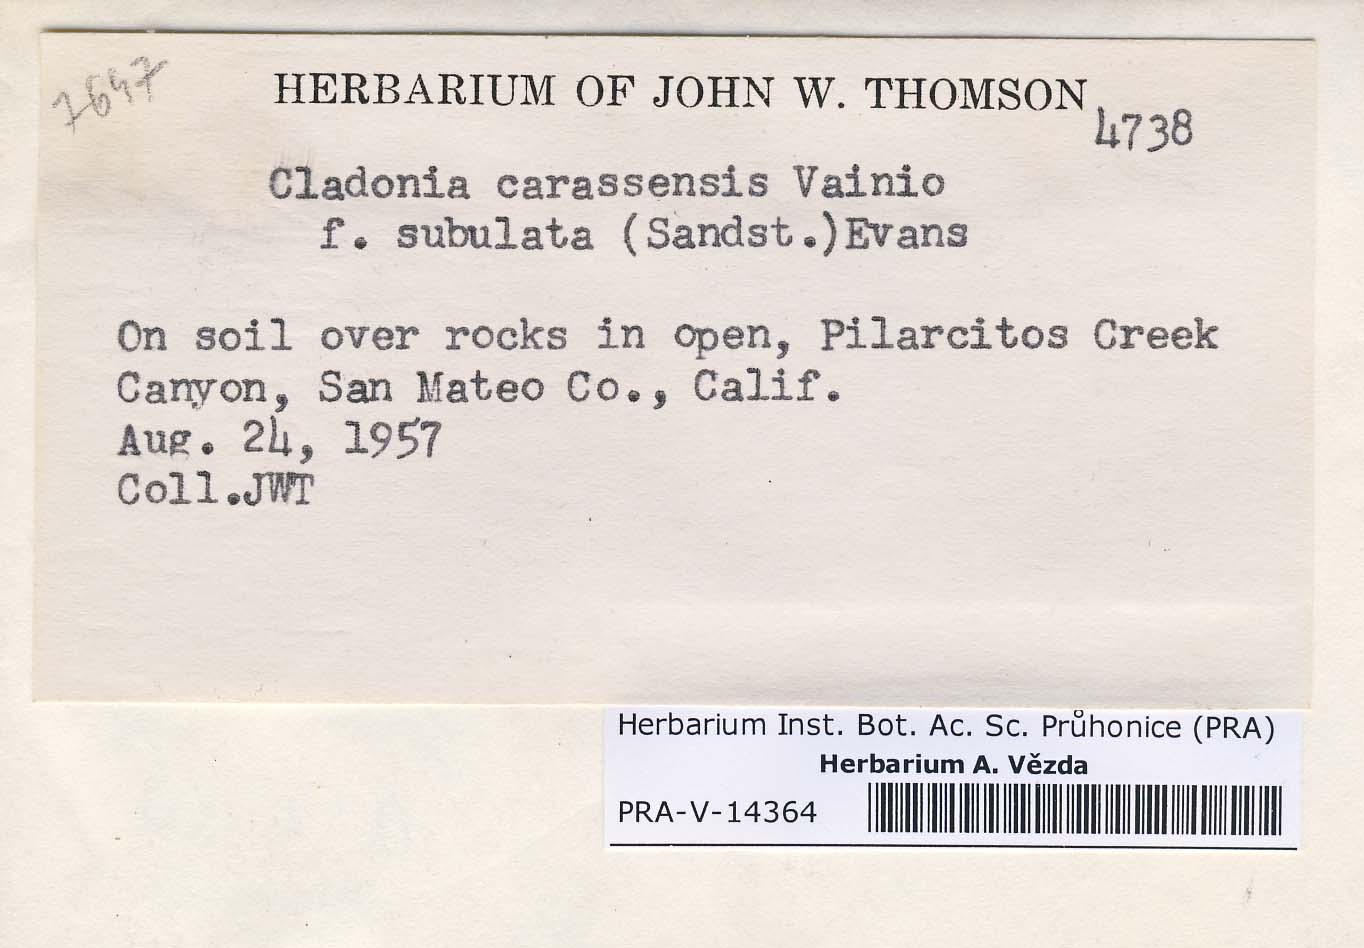 7647
HERBARIUM OF JOHN W. THOMSON
4738
Cladonia carassensis Vainio
f. subulata (Sandst.)Evans
On soil over rocks in open, Pilarcitos Creek
Canyon, San Mateo Co., Calif.
Aug. 24, 1957
Coll.JWT
Herbarium Inst. Bot. Ac. Sc. Průhonice (PRA)
Herbarium A. Vězda
PRA-V-14364